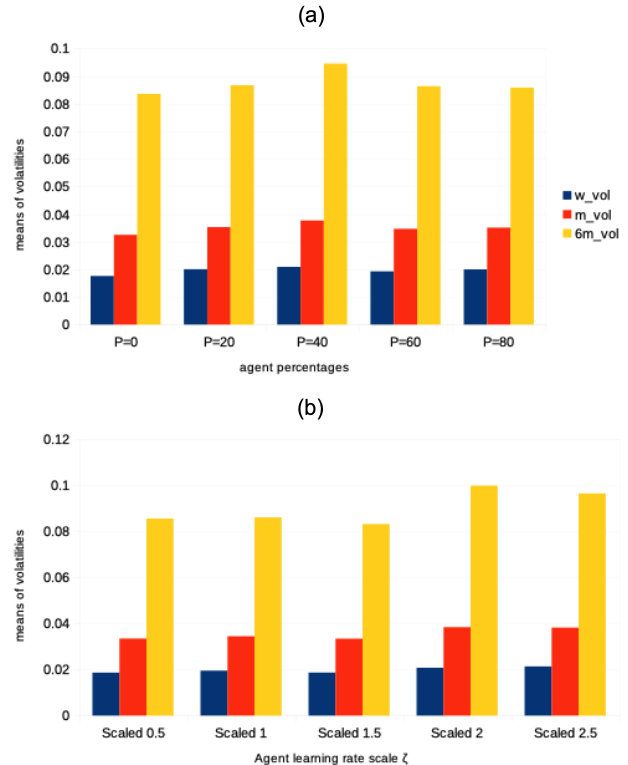 (a)
means of volatilities
0.1
0.09
0.08
0.07
0.06
0.05
0.04
0.03
0.02
0.01
0
P=0 P=20 P=40 P=60 P=80
agent percentages
w_vol
m_vol
6m_vol
(b)
means of volatilities
0.12
0.1
0.08
0.06
0.04
0.02
0
Scaled 0.5 Scaled 1 Scaled 1.5 Scaled 2 Scaled 2.5
Agent learning rate scale ζ